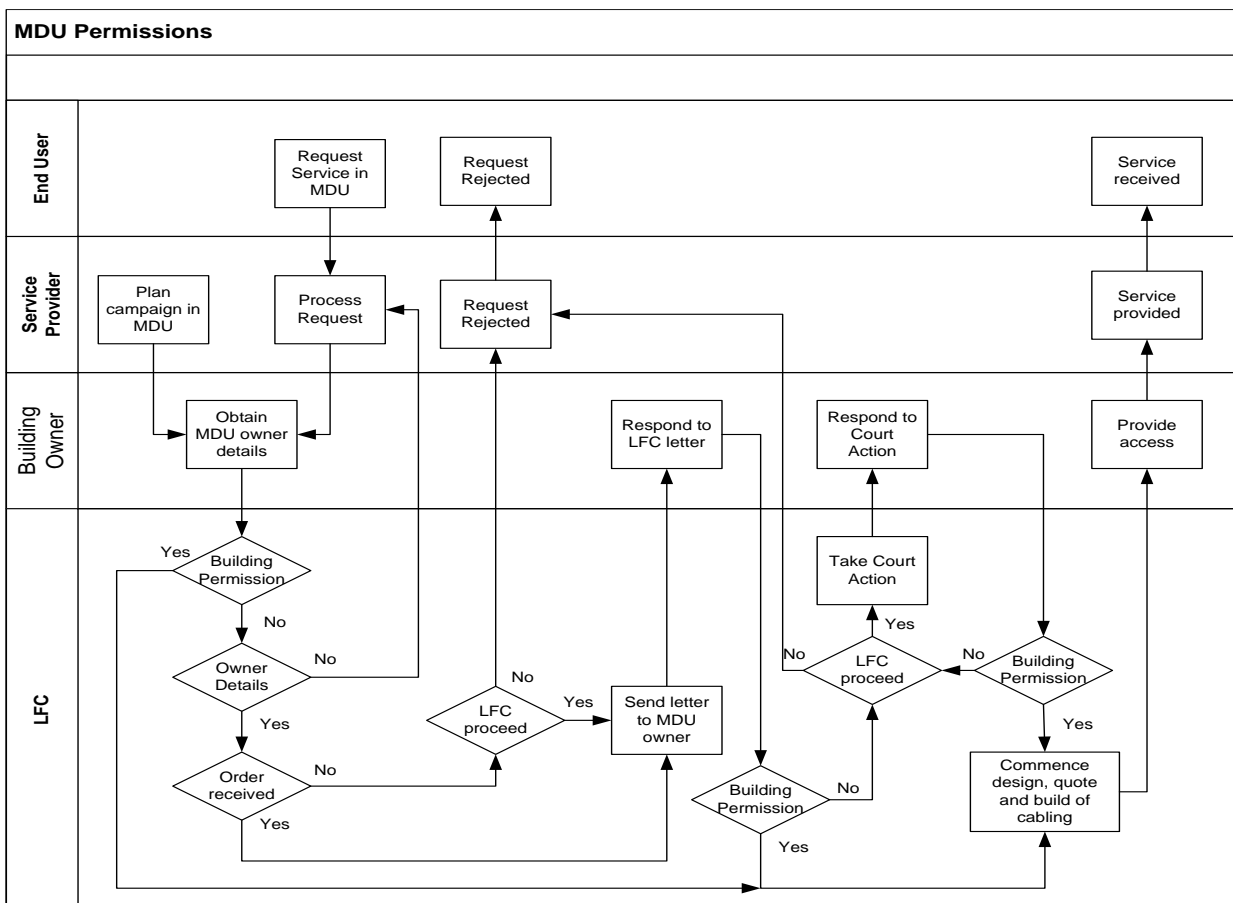 MDU Permissions
End User
Request
Service in
MDU
Request
Rejected
Service
received
Service
Provider
Plan
campaign in
MDU
Process
Request
Request
Rejected
Service
provided
Building
Owner
Obtain
MDU owner
details
Respond to
LFC letter
Respond to
Court
Action
Provide
access
LFC
Yes
Building
Permission
No
Owner
Details
No
Yes
Order
received
No
Yes
No
LFC
proceed
Yes
Send letter
to MDU
owner
Building
Permission
No
Yes
Take Court
Action
Yes
No
LFC
proceed
No
Building
Permission
Yes
Commence
design, quote
and build of
cabling